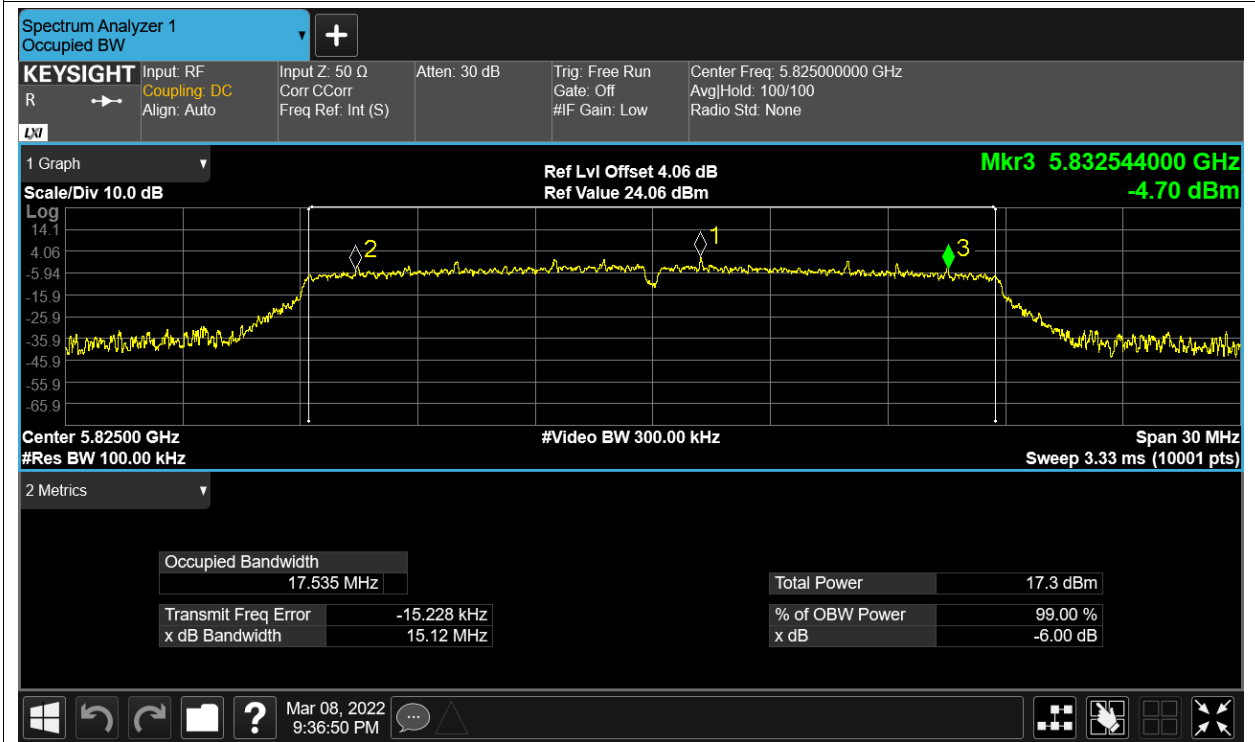 Spectrum Analyzer 1
Occupied BW
KEYSIGHT
R
LXI
Input: RF
Coupling: DC
Align: Auto
Input Z: 50 Ω
Corr CCorr
Freq Ref: Int (S)
Atten: 30 dB
Trig: Free Run
Gate: Off
#IF Gain: Low
Center Freq: 5.825000000 GHz
Avg|Hold: 100/100
Radio Std: None
1 Graph
Scale/Div 10.0 dB
Ref Lvl Offset 4.06 dB
Ref Value 24.06 dBm
Mkr3 5.832544000 GHz
-4.70 dBm
Log
14.1
4.06
-5.94
-15.9
-25.9
-35.9
-45.9
-55.9
-65.9
2
1
3
Center 5.82500 GHz
#Video BW 300.00 kHz
Span 30 MHz
#Res BW 100.00 kHz
Sweep 3.33 ms (10001 pts)
2 Metrics
Occupied Bandwidth
17.535 MHz
Transmit Freq Error -15.228 kHz
x dB Bandwidth 15.12 MHz
Total Power 17.3 dBm
% of OBW Power 99.00 %
x dB -6.00 dB
?
Mar 08, 2022
9:36:50 PM